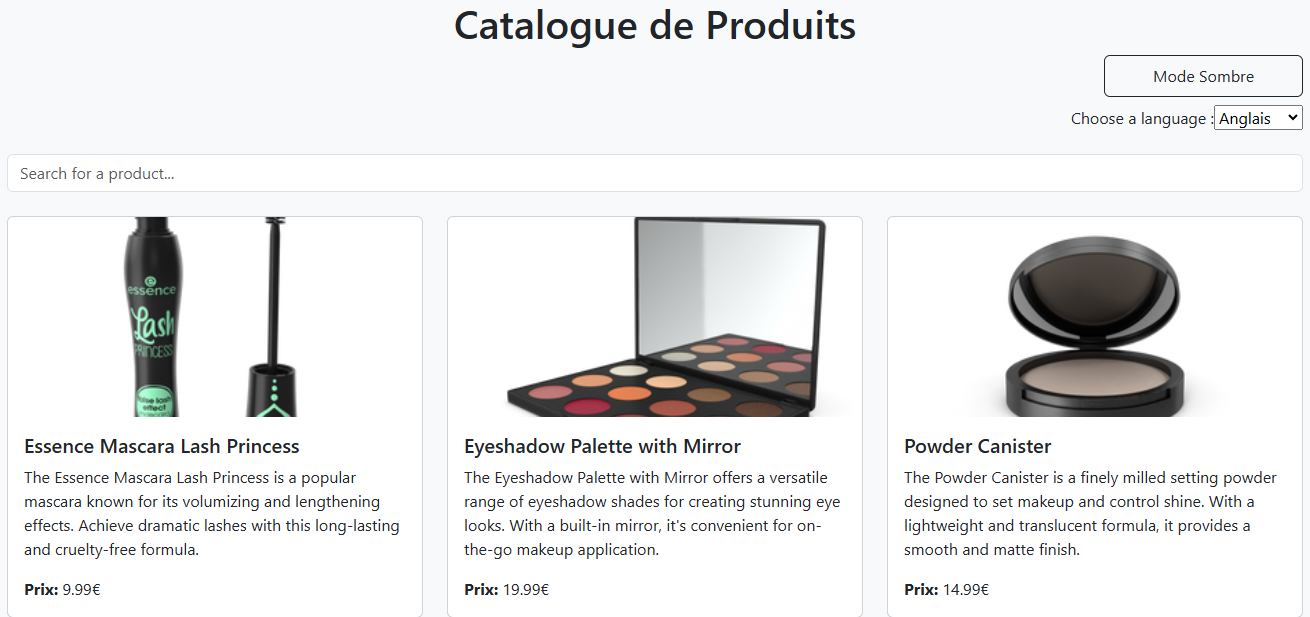 Catalogue de Produits
Mode Sombre
Choose a language : Anglais
Search for a product...
essence
Lash
PRINCESS
false lash
effect
Essence Mascara Lash Princess
The Essence Mascara Lash Princess is a popular
mascara known for its volumizing and lengthening
effects. Achieve dramatic lashes with this long-lasting
and cruelty-free formula.
Prix: 9.99€
Eyeshadow Palette with Mirror
The Eyeshadow Palette with Mirror offers a versatile
range of eyeshadow shades for creating stunning eye
looks. With a built-in mirror, it's convenient for on-
the-go makeup application.
Prix: 19.99€
Powder Canister
The Powder Canister is a finely milled setting powder
designed to set makeup and control shine. With a
lightweight and translucent formula, it provides a
smooth and matte finish.
Prix: 14.99€